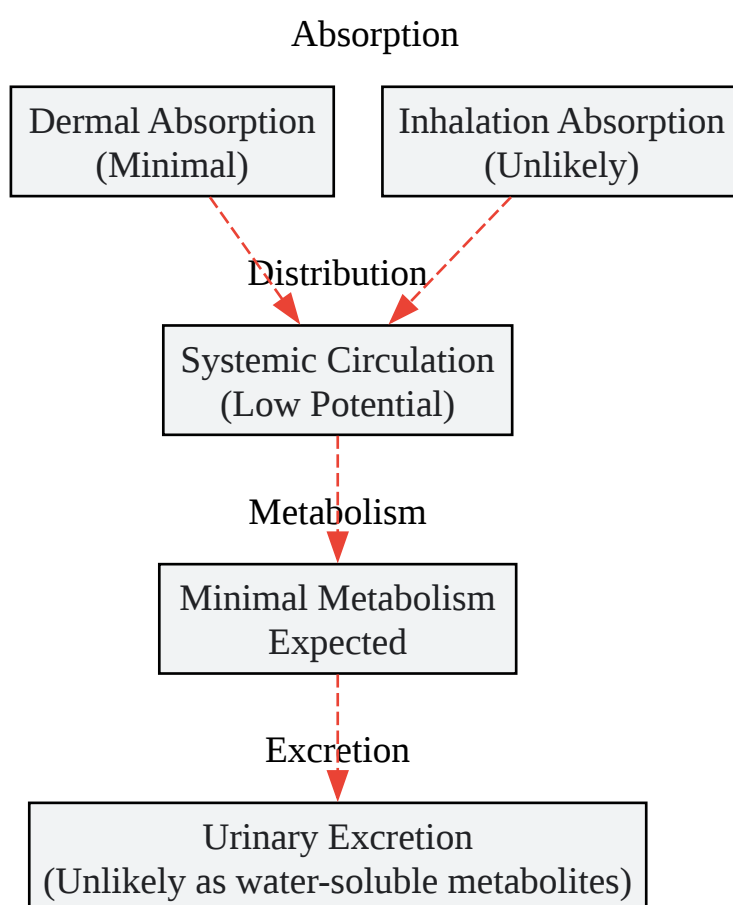 Absorption
Dermal Absorption
(Minimal)
Inhalation Absorption
(Unlikely)
Distribution
Systemic Circulation
(Low Potential)
Metabolism
Minimal Metabolism
Expected
Excretion
Urinary Excretion
(Unlikely as water-soluble metabolites)